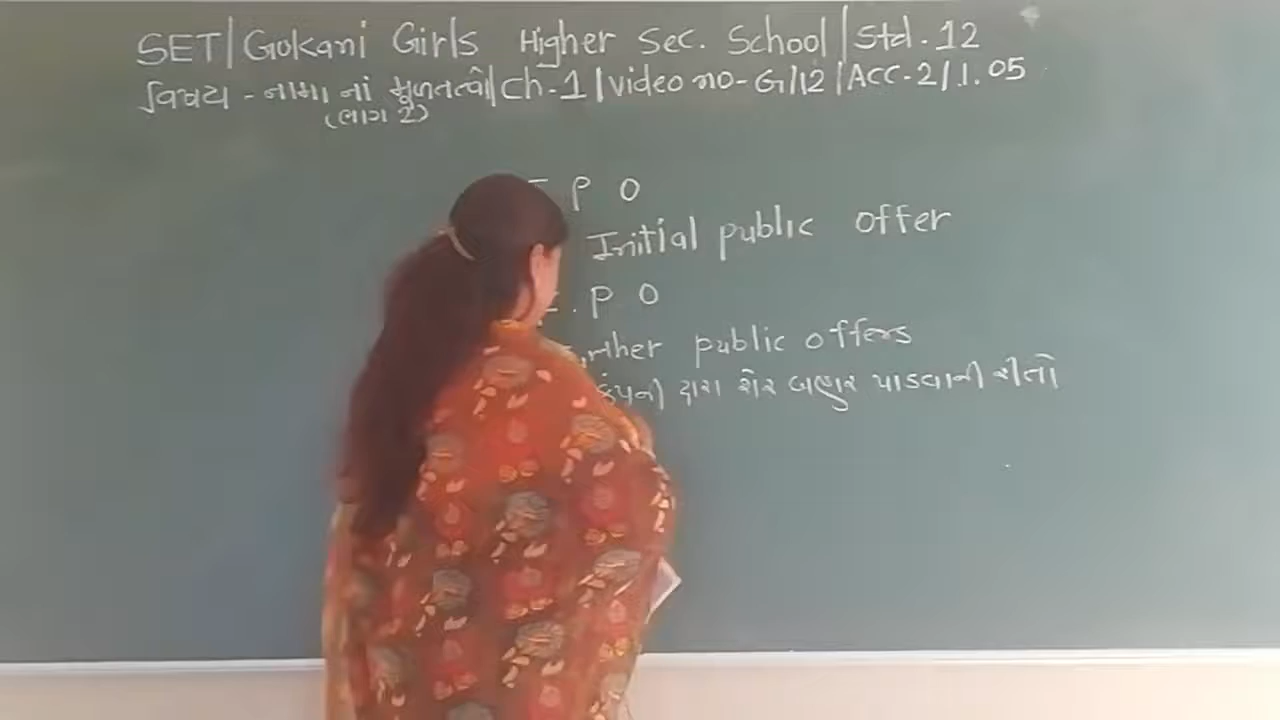 SET|Gokani Girls Higher Sec. School|Std. 12
વિષય - નામા નાં મૂળતત્વો|Ch.1|Video no-G/12|Acc-2/1.05
(ભાગ 2)
P O
Initial public offer
P O
public offers
કંપની દ્વારા શેર બહાર પાડવાની રીતો